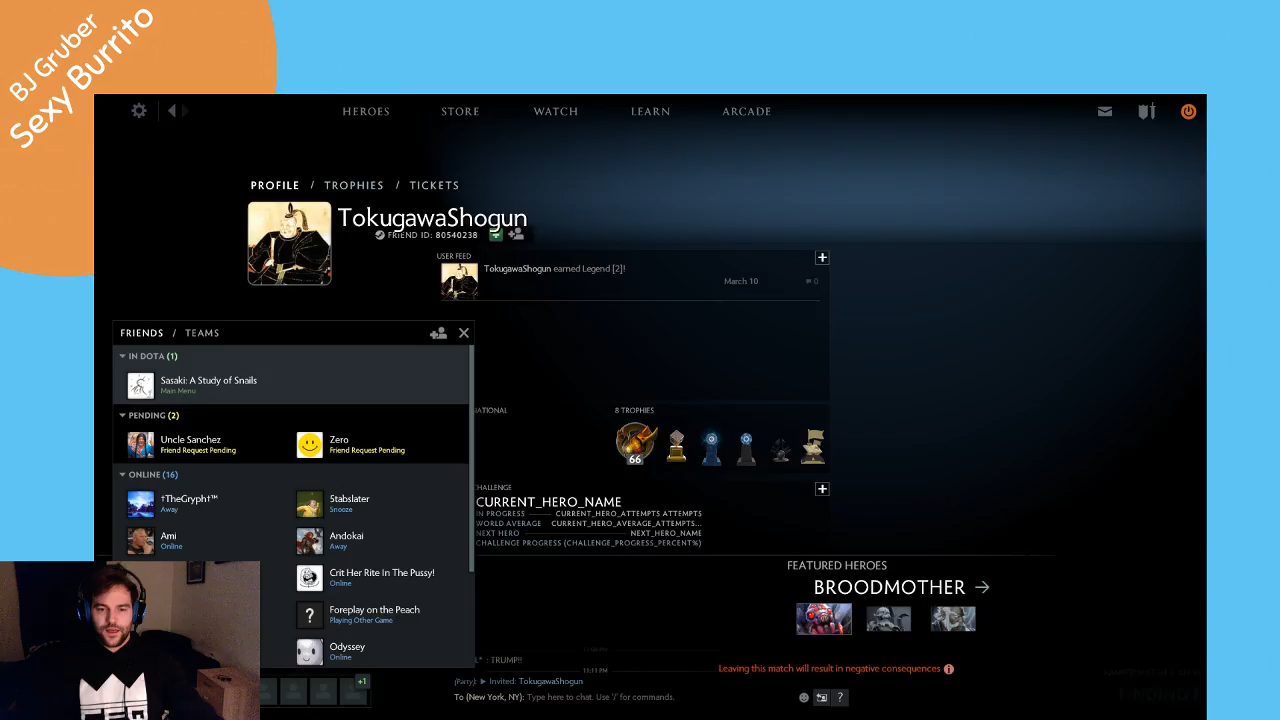 BJ Gruber
Sexy Burrito
HEROES STORE WATCH LEARN ARCADE
PROFILE / TROPHIES / TICKETS
TokugawaShogun
FRIEND ID: 80540238
USER FEED
TokugawaShogun earned Legend [2]!
March 10
0
FRIENDS / TEAMS
IN DOTA (1)
Sasaki: A Study of Snails
Main Menu
PENDING (2)
Uncle Sanchez
Friend Request Pending
Zero
Friend Request Pending
ONLINE (16)
†TheGryph†™
Away
Stabslater
Snooze
Ami
Online
Andokai
Away
Crit Her Rite In The Pussy!
Online
Foreplay on the Peach
Playing Other Game
Odyssey
Online
+1
8 TROPHIES
66
CURRENT_HERO_NAME
IN PROGRESS CURRENT_HERO_ATTEMPTS ATTEMPTS
WORLD AVERAGE CURRENT_HERO_AVERAGE_ATTEMPTS...
NEXT HERO NEXT_HERO_NAME
CHALLENGE PROGRESS (CHALLENGE_PROGRESS_PERCENT%)
FEATURED HEROES
BROODMOTHER
: TRUMP!!
11:13 PM
Leaving this match will result in negative consequences
(Party): Invited: TokugawaShogun
To (New York, NY): Type here to chat. Use '/' for commands.
?